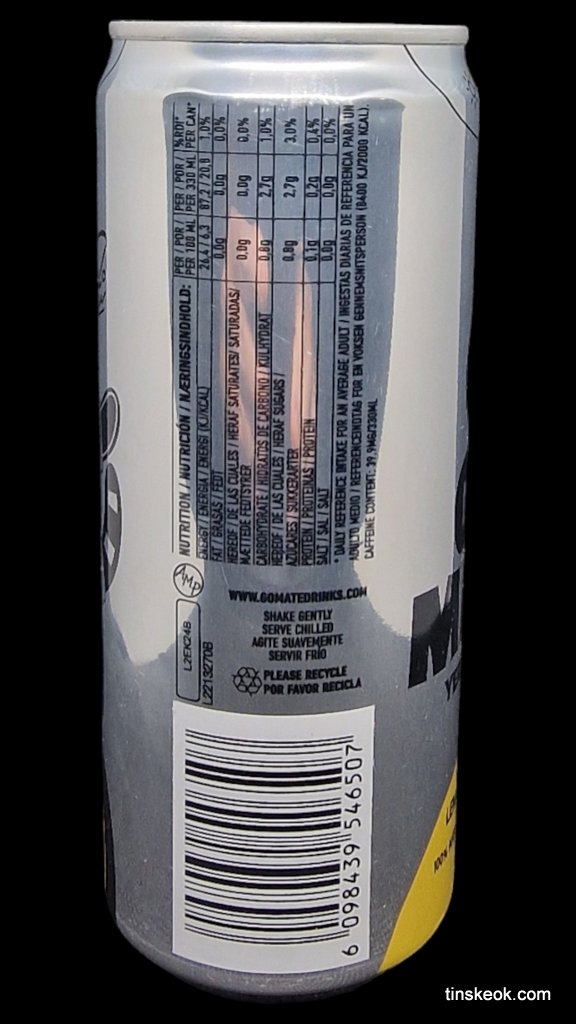 NUTRITION / NUTRICIÓN / NÆRINGSINDHOLD: PER / POR / PER 100 ML PER / POR / PER 330 ML %RDI* PER CAN*
ENERGY / ENERGIA / ENERGI (KJ/KCAL) 26,4 / 6,3 87,2 / 20,8 1,0%
FAT / GRASAS / FEDT 0,0g 0,0g 0,0%
HEREOF / DE LAS CUALES / HERAF SATURATES/ SATURADAS/
MÆTTEDE FEDTSYRER 0,0g 0,0g 0,0%
CARBOHYDRATE / HIDRATOS DE CARBONO / KULHYDRAT 0,8g 2,7g 1,0%
HEREOF / DE LAS CUALES / HERAF SUGARS /
AZÚCARES / SUKKERARTER 0,8g 2,7g 3,0%
PROTEIN / PROTEINAS / PROTEIN 0,1g 0,2g 0,4%
SALT / SAL / SALT 0,0g 0,0g 0,0%
* DAILY REFERENCE INTAKE FOR AN AVERAGE ADULT / INGESTAS DIARIAS DE REFERENCIA PARA UN
ADULTO MEDIO / REFERENCEINDTAG FOR EN VOKSEN GENNEMSNITSPERSON (8400 KJ/2000 KCAL).
CAFFEINE CONTENT: 39,9MG/330ML
Amp
L2EK24B
L2213270B
WWW.GOMATEDRINKS.COM
SHAKE GENTLY
SERVE CHILLED
AGITE SUAVEMENTE
SERVIR FRÍO
PLEASE RECYCLE
POR FAVOR RECICLA
6 098439 546507
100%
tinskeok.com